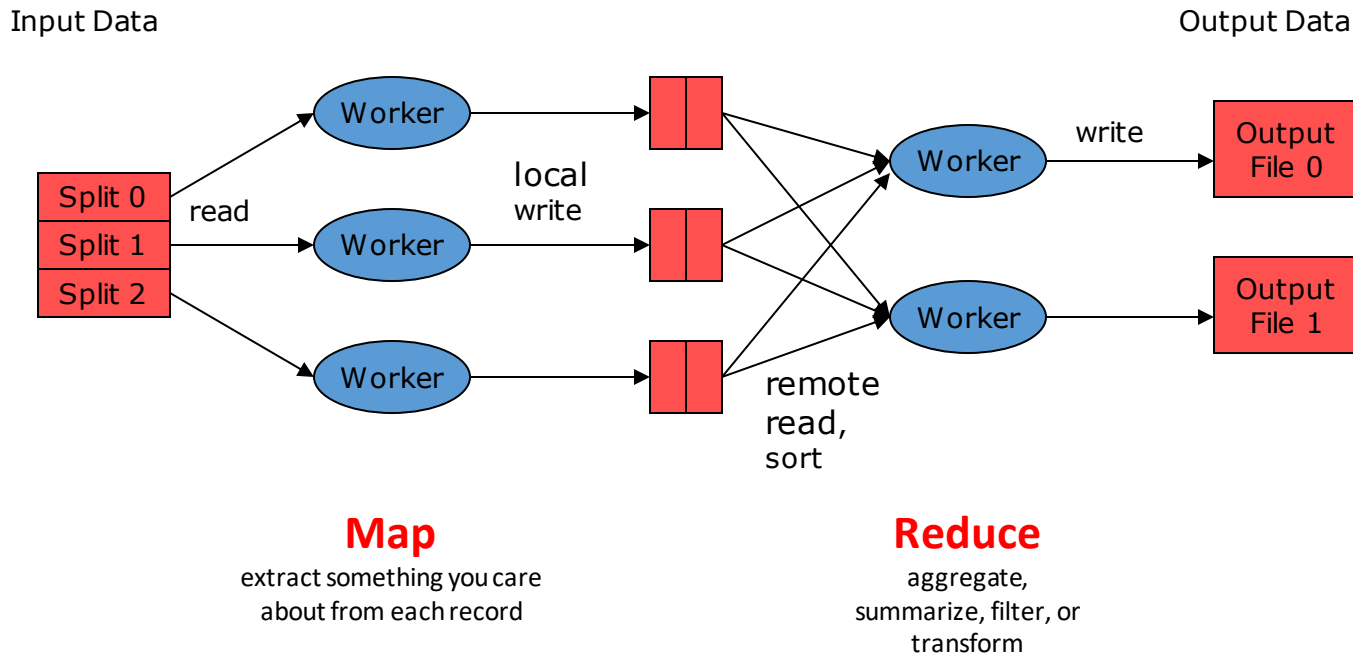 Input Data
Output Data
Worker
Worker
Worker
Split 0
Split 1
Split 2
read
local
write
remote
read,
sort
Worker
Worker
write
Output
File 0
Output
File 1
Map
extract something you care
about from each record
Reduce
aggregate,
summarize, filter, or
transform